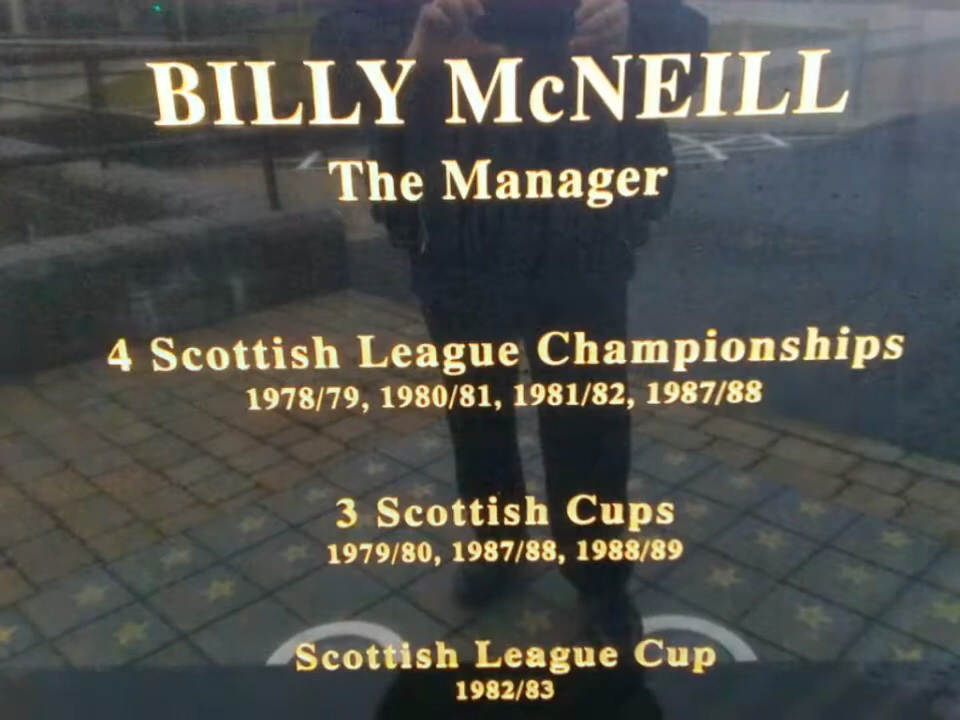 BILLY McNEILL
The Manager
4 Scottish League Championships
1978/79, 1980/81, 1981/82, 1987/88
3 Scottish Cups
1979/80, 1987/88, 1988/89
Scottish League Cup
1982/83